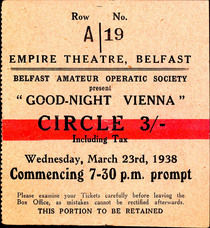 Row No.
A 19
EMPIRE THEATRE, BELFAST
BELFAST AMATEUR OPERATIC SOCIETY
present
"GOOD-NIGHT VIENNA"
CIRCLE 3/-
Including Tax
Wednesday, March 23rd, 1938
Commencing 7-30 p.m. prompt
Please examine your Tickets carefully before leaving the
Box Office, as mistakes cannot be rectified afterwards.
THIS PORTION TO BE RETAINED